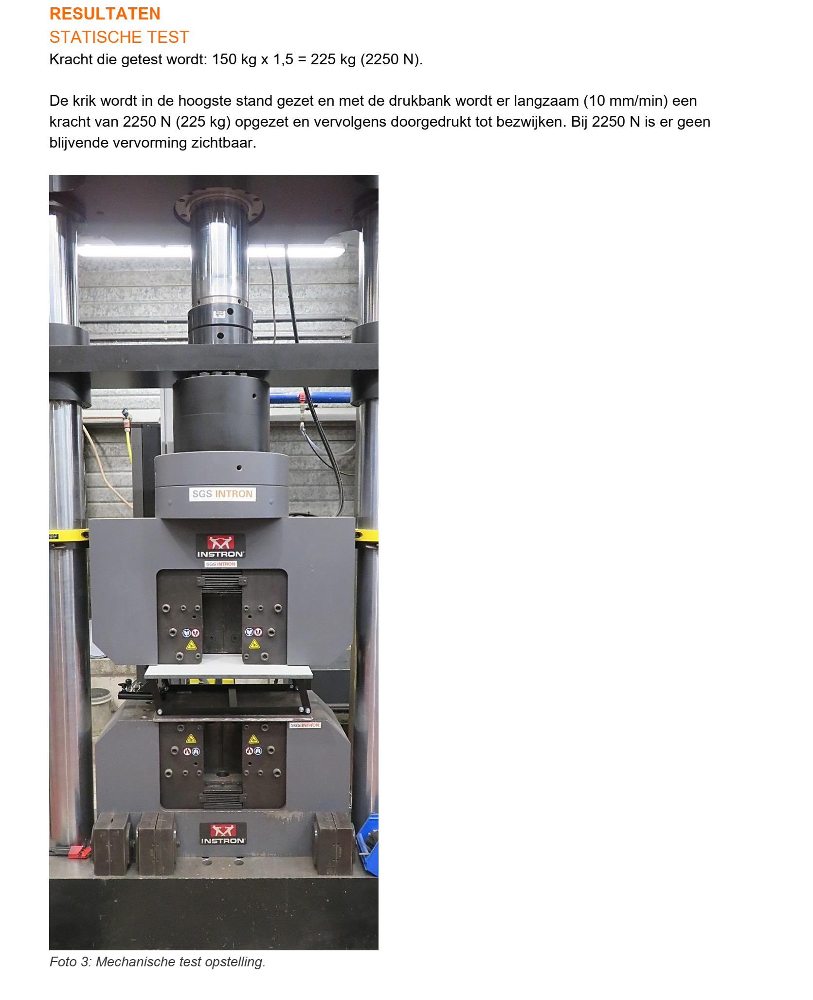 RESULTATEN
STATISCHE TEST
Kracht die getest wordt: 150 kg x 1,5 = 225 kg (2250 N).
De krik wordt in de hoogste stand gezet en met de drukbank wordt er langzaam (10 mm/min) een
kracht van 2250 N (225 kg) opgezet en vervolgens doorgedrukt tot bezwijken. Bij 2250 N is er geen
blijvende vervorming zichtbaar.
SGS INTRON
INSTRON
SGS INTRON
SGS INTRON
INSTRON
Foto 3: Mechanische test opstelling.